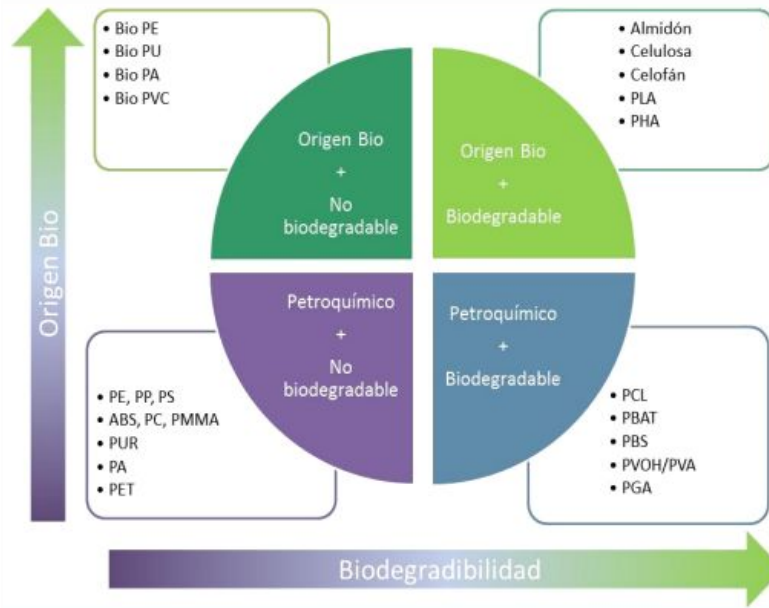 • Bio PE
• Bio PU
• Bio PA
• Bio PVC
• Almidón
• Celulosa
• Celofán
• PLA
• PHA
Origen Bio
+
No
biodegradable
Origen Bio
+
Biodegradable
Origen Bio
Petroquímico
+
No
biodegradable
Petroquímico
+
Biodegradable
• PE, PP, PS
• ABS, PC, PMMA
• PUR
• PA
• PET
• PCL
• PBAT
• PBS
• PVOH/PVA
• PGA
Biodegradibilidad